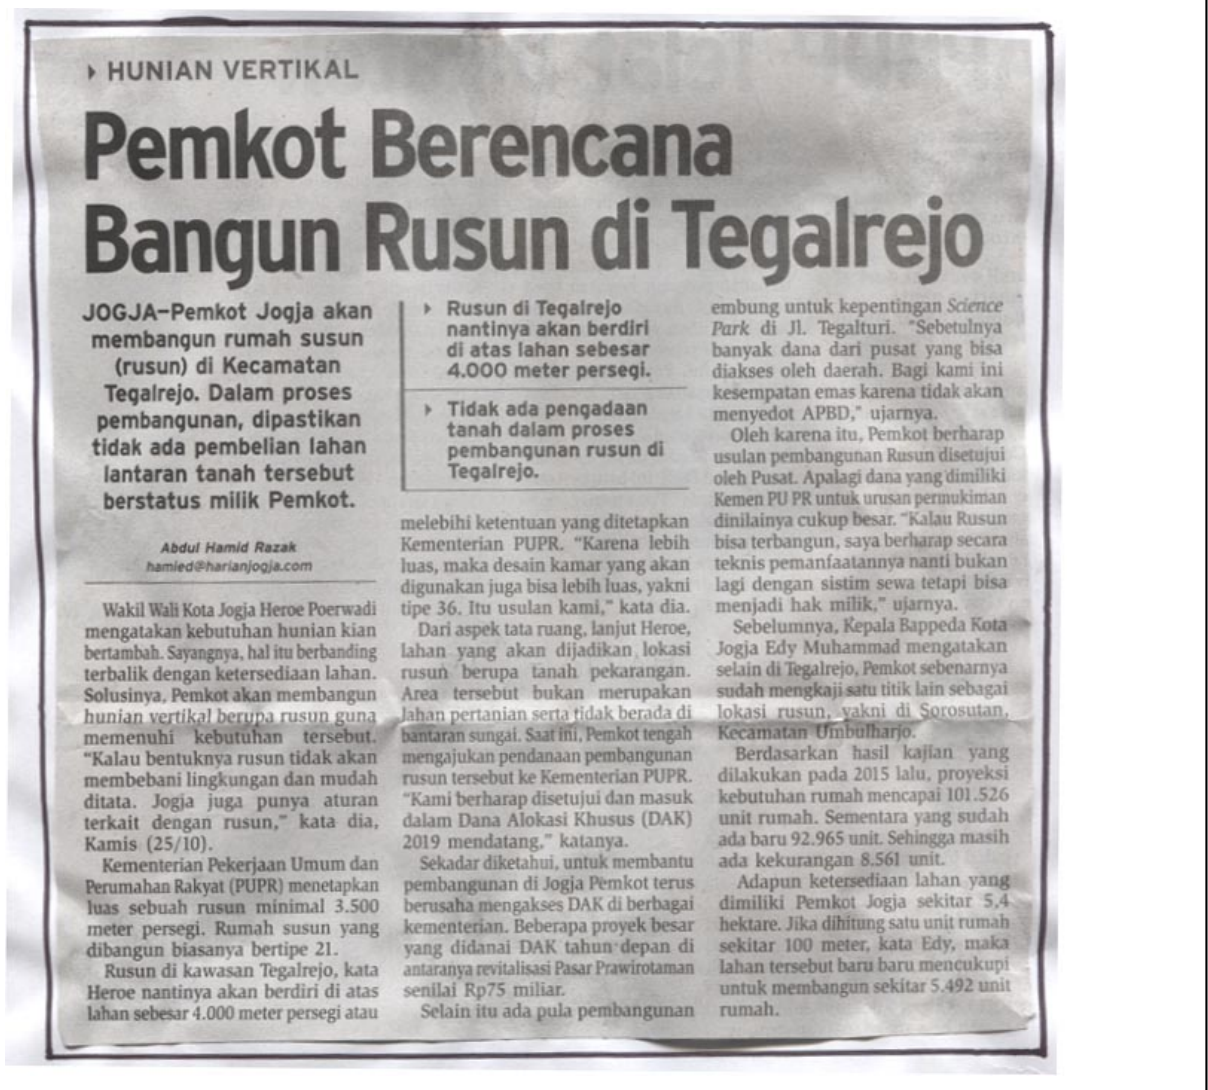 HUNIAN VERTIKAL
Pemkot Berencana
Bangun Rusun di Tegalrejo
JOGJA–Pemkot Jogja akan
membangun rumah susun
(rusun) di Kecamatan
Tegalrejo. Dalam proses
pembangunan, dipastikan
tidak ada pembelian lahan
lantaran tanah tersebut
berstatus milik Pemkot.
Abdul Hamid Razak
hamied@harianjogja.com
Wakil Wali Kota Jogja Heroe Poerwadi
mengatakan kebutuhan hunian kian
bertambah. Sayangnya, hal itu berbanding
terbalik dengan ketersediaan lahan.
Solusinya, Pemkot akan membangun
hunian vertikal berupa rusun guna
memenuhi kebutuhan tersebut.
“Kalau bentuknya rusun tidak akan
membebani lingkungan dan mudah
ditata. Jogja juga punya aturan
terkait dengan rusun,” kata dia,
Kamis (25/10).
Kementerian Pekerjaan Umum dan
Perumahan Rakyat (PUPR) menetapkan
luas sebuah rusun minimal 3.500
meter persegi. Rumah susun yang
dibangun biasanya bertipe 21.
Rusun di kawasan Tegalrejo, kata
Heroe nantinya akan berdiri di atas
lahan sebesar 4.000 meter persegi atau
Rusun di Tegalrejo
nantinya akan berdiri
di atas lahan sebesar
4.000 meter persegi.
Tidak ada pengadaan
tanah dalam proses
pembangunan rusun di
Tegalrejo.
melebihi ketentuan yang ditetapkan
Kementerian PUPR. “Karena lebih
luas, maka desain kamar yang akan
digunakan juga bisa lebih luas, yakni
tipe 36. Itu usulan kami,” kata dia.
Dari aspek tata ruang, lanjut Heroe,
lahan yang akan dijadikan lokasi
rusun berupa tanah pekarangan.
Area tersebut bukan merupakan
lahan pertanian serta tidak berada di
bantaran sungai. Saat ini, Pemkot tengah
mengajukan pendanaan pembangunan
rusun tersebut ke Kementerian PUPR.
“Kami berharap disetujui dan masuk
dalam Dana Alokasi Khusus (DAK)
2019 mendatang,” katanya.
Sekadar diketahui, untuk membantu
pembangunan di Jogja Pemkot terus
berusaha mengakses DAK di berbagai
kementerian. Beberapa proyek besar
yang didanai DAK tahun depan di
antaranya revitalisasi Pasar Prawirotaman
senilai Rp75 miliar.
Selain itu ada pula pembangunan
embung untuk kepentingan Science
Park di Jl. Tegalturi. “Sebetulnya
banyak dana dari pusat yang bisa
diakses oleh daerah. Bagi kami ini
kesempatan emas karena tidak akan
menyedot APBD,” ujarnya.
Oleh karena itu, Pemkot berharap
usulan pembangunan Rusun disetujui
oleh Pusat. Apalagi dana yang dimiliki
Kemen PU PR untuk urusan permukiman
dinilainya cukup besar. “Kalau Rusun
bisa terbangun, saya berharap secara
teknis pemanfaatannya nanti bukan
lagi dengan sistim sewa tetapi bisa
menjadi hak milik,” ujarnya.
Sebelumnya, Kepala Bappeda Kota
Jogja Edy Muhammad mengatakan
selain di Tegalrejo, Pemkot sebenarnya
sudah mengkaji satu titik lain sebagai
lokasi rusun, yakni di Sorosutan,
Kecamatan Umbulharjo.
Berdasarkan hasil kajian yang
dilakukan pada 2015 lalu, proyeksi
kebutuhan rumah mencapai 101.526
unit rumah. Sementara yang sudah
ada baru 92.965 unit. Sehingga masih
ada kekurangan 8.561 unit.
Adapun ketersediaan lahan yang
dimiliki Pemkot Jogja sekitar 5,4
hektare. Jika dihitung satu unit rumah
sekitar 100 meter, kata Edy, maka
lahan tersebut baru baru mencukupi
untuk membangun sekitar 5.492 unit
rumah.